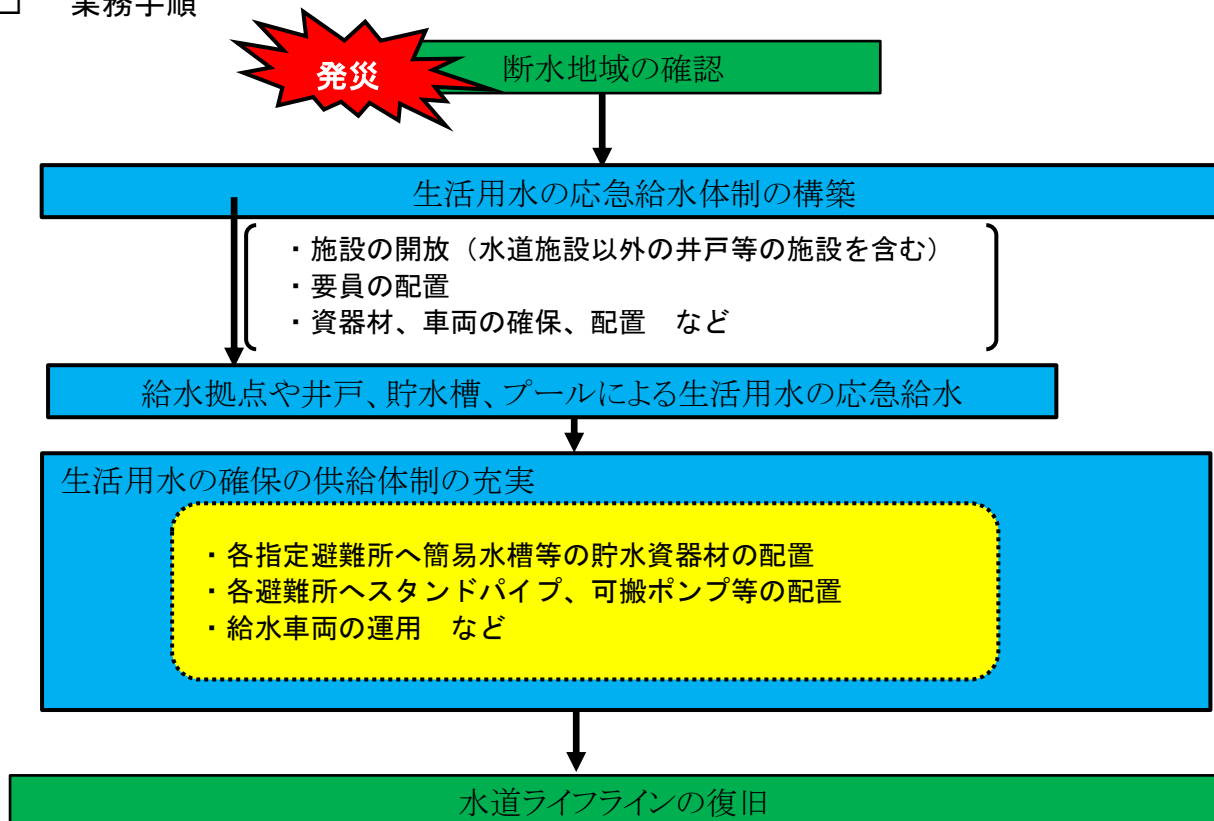 業務手順
発災
断水地域の確認
生活用水の応急給水体制の構築
・施設の開放（水道施設以外の井戸等の施設を含む）
・要員の配置
・資器材、車両の確保、配置　など
給水拠点や井戸、貯水槽、プールによる生活用水の応急給水
生活用水の確保の供給体制の充実
・各指定避難所へ簡易水槽等の貯水資器材の配置
・各避難所へスタンドパイプ、可搬ポンプ等の配置
・給水車両の運用　など
水道ライフラインの復旧